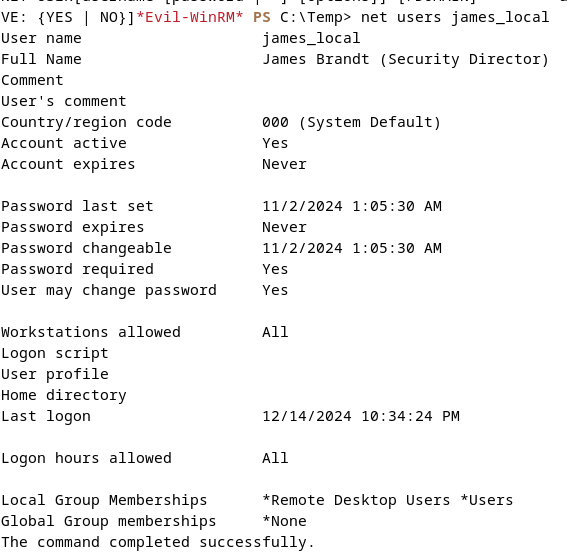 VE: {YES | NO}]*Evil-WinRM* PS C:\Temp> net users james_local
User name                    james_local
Full Name                    James Brandt (Security Director)
Comment
User's comment
Country/region code          000 (System Default)
Account active               Yes
Account expires              Never

Password last set            11/2/2024 1:05:30 AM
Password expires             Never
Password changeable          11/2/2024 1:05:30 AM
Password required            Yes
User may change password     Yes

Workstations allowed         All
Logon script
User profile
Home directory
Last logon                   12/14/2024 10:34:24 PM

Logon hours allowed          All

Local Group Memberships      *Remote Desktop Users *Users
Global Group memberships     *None
The command completed successfully.